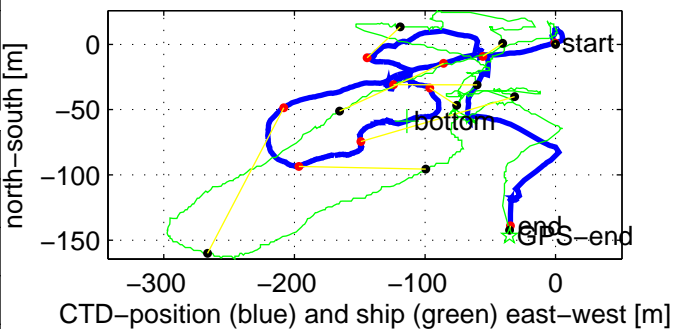 north−south [m]
0
−50
−100
−150
start
bottom
end
GPS−end
−300
−200
−100
0
CTD−position (blue) and ship (green) east−west [m]